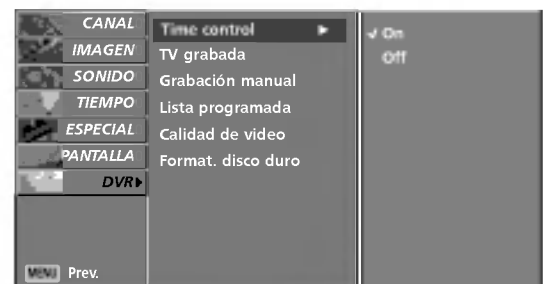 CANAL
IMAGEN
SONIDO
TIEMPO
ESPECIAL
PANTALLA
DVR
MENU Prev.
Time control
TV grabada
Grabación manual
Lista programada
Calidad de video
Format. disco duro
On
Off